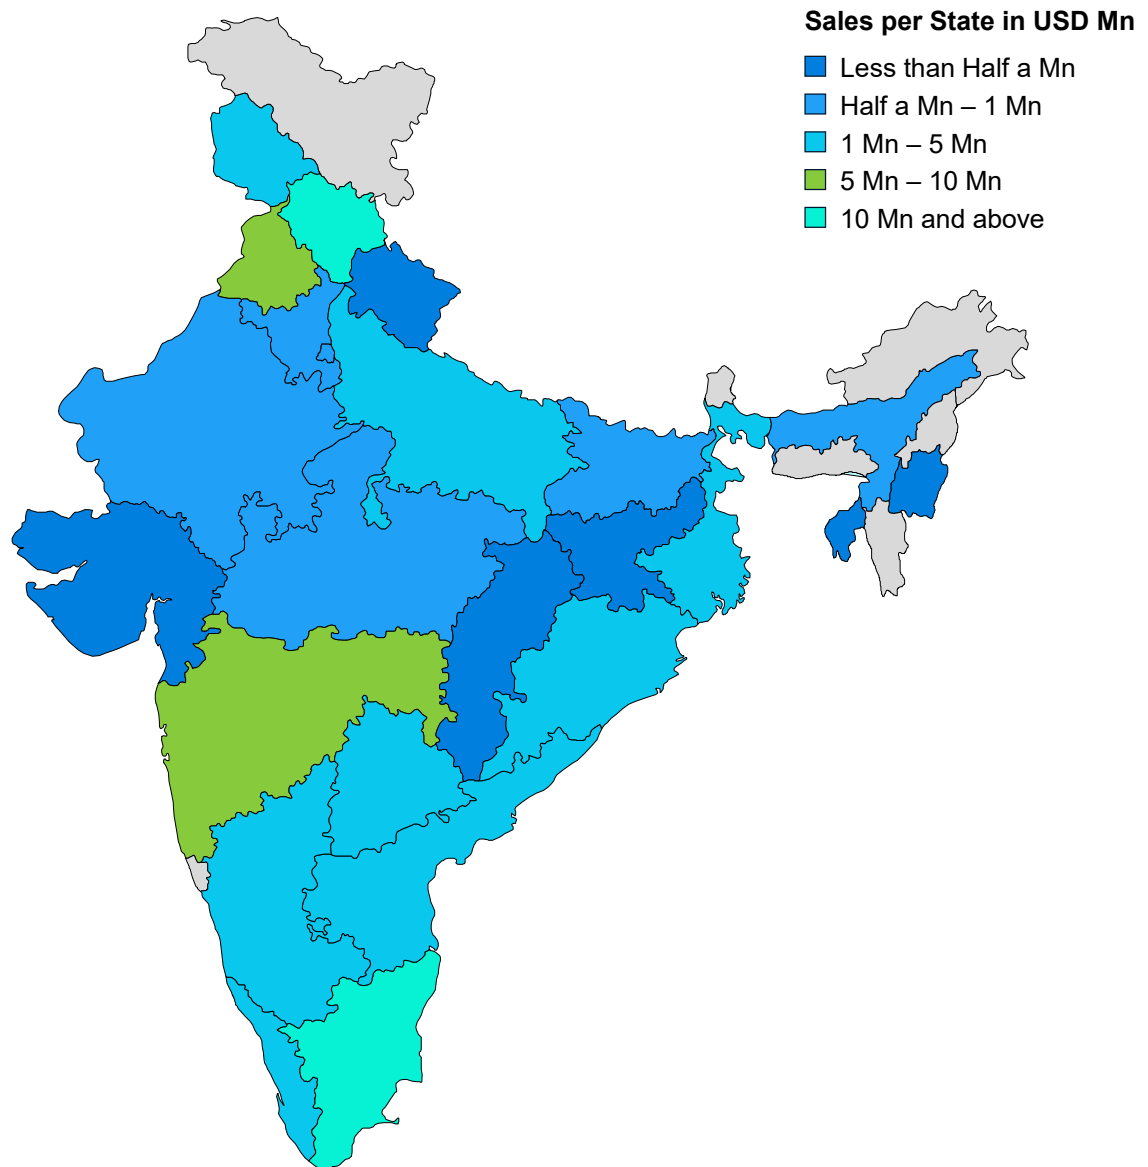 Sales per State in USD Mn
Less than Half a Mn
Half a Mn – 1 Mn
1 Mn – 5 Mn
5 Mn – 10 Mn
10 Mn and above